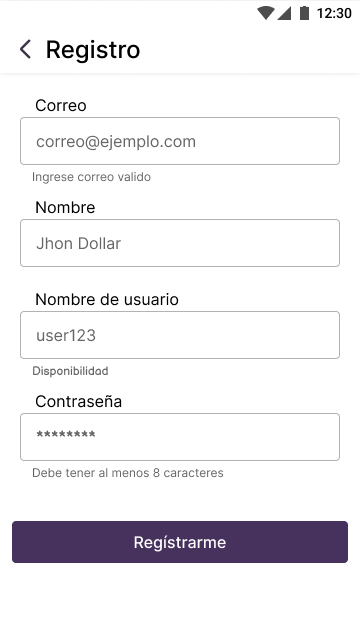 12:30
Registro
Correo
correo@ejemplo.com
Ingrese correo valido
Nombre
Jhon Dollar
Nombre de usuario
user123
Disponibilidad
Contraseña
********
Debe tener al menos 8 caracteres
Regístrarme